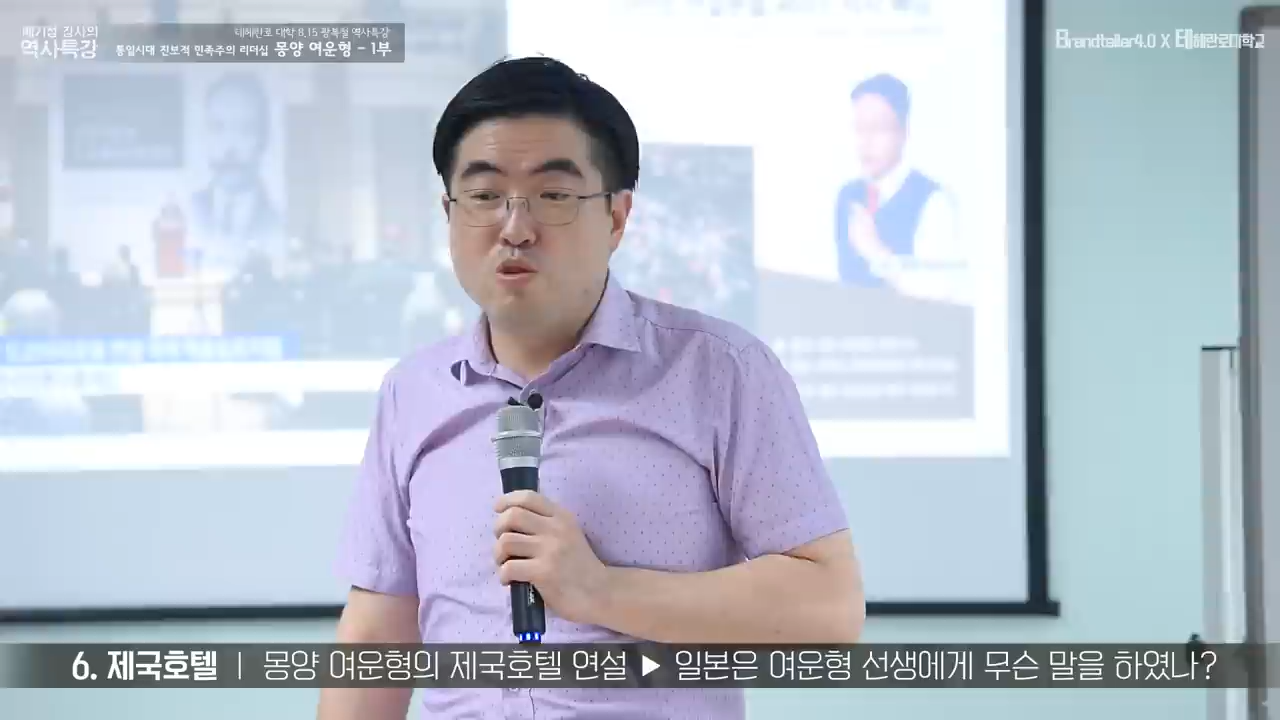 역사특강
테헤란로 대학 8.15 광복절 역사특강
통일시대 진보적 민족주의 리더십 몽양 여운형 - 1부
Brandteller4.0 X 테헤란로대학교
6. 제국호텔 | 몽양 여운형의 제국호텔 연설 ▶ 일본은 여운형 선생에게 무슨 말을 하였나?